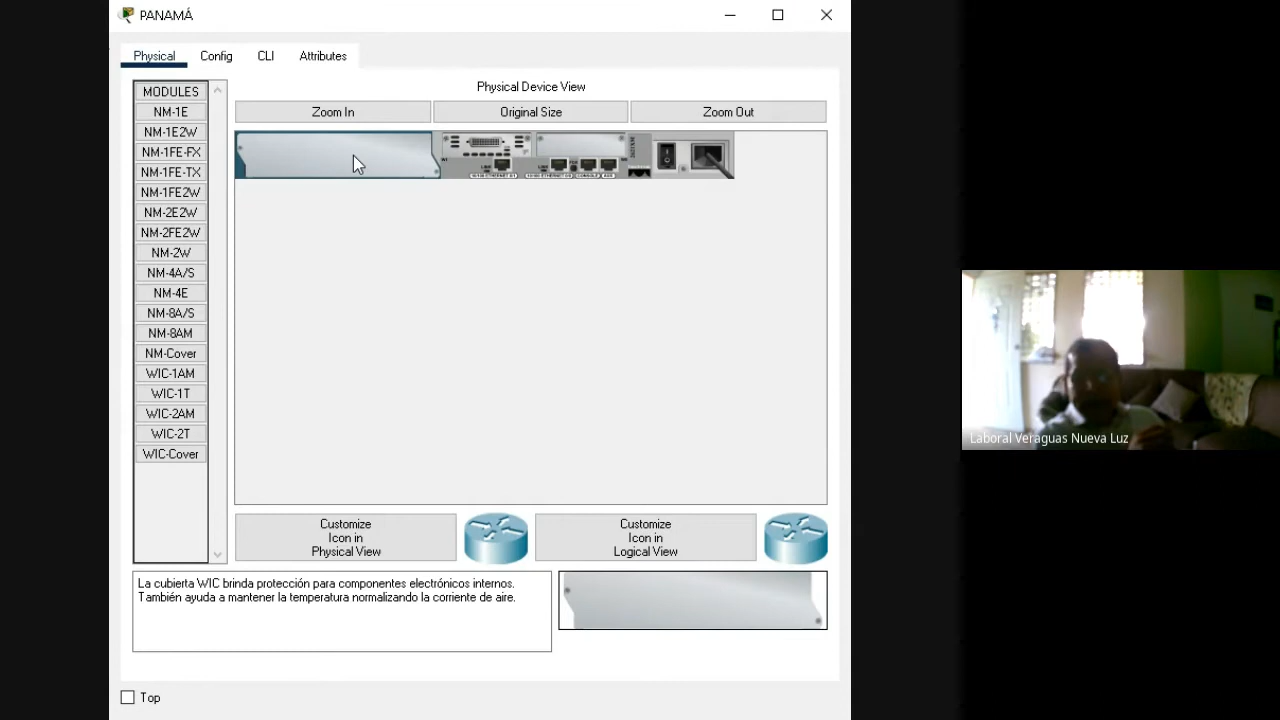 PANAMÁ
Physical
Config
CLI
Attributes
MODULES
NM-1E
NM-1E2W
NM-1FE-FX
NM-1FE-TX
NM-1FE2W
NM-2E2W
NM-2FE2W
NM-2W
NM-4A/S
NM-4E
NM-8A/S
NM-8AM
NM-Cover
WIC-1AM
WIC-1T
WIC-2AM
WIC-2T
WIC-Cover
Physical Device View
Zoom In
Original Size
Zoom Out
Customize
Icon in
Physical View
Customize
Icon in
Logical View
La cubierta WIC brinda protección para componentes electrónicos internos.
También ayuda a mantener la temperatura normalizando la corriente de aire.
Top
Laboral Veraguas Nueva Luz